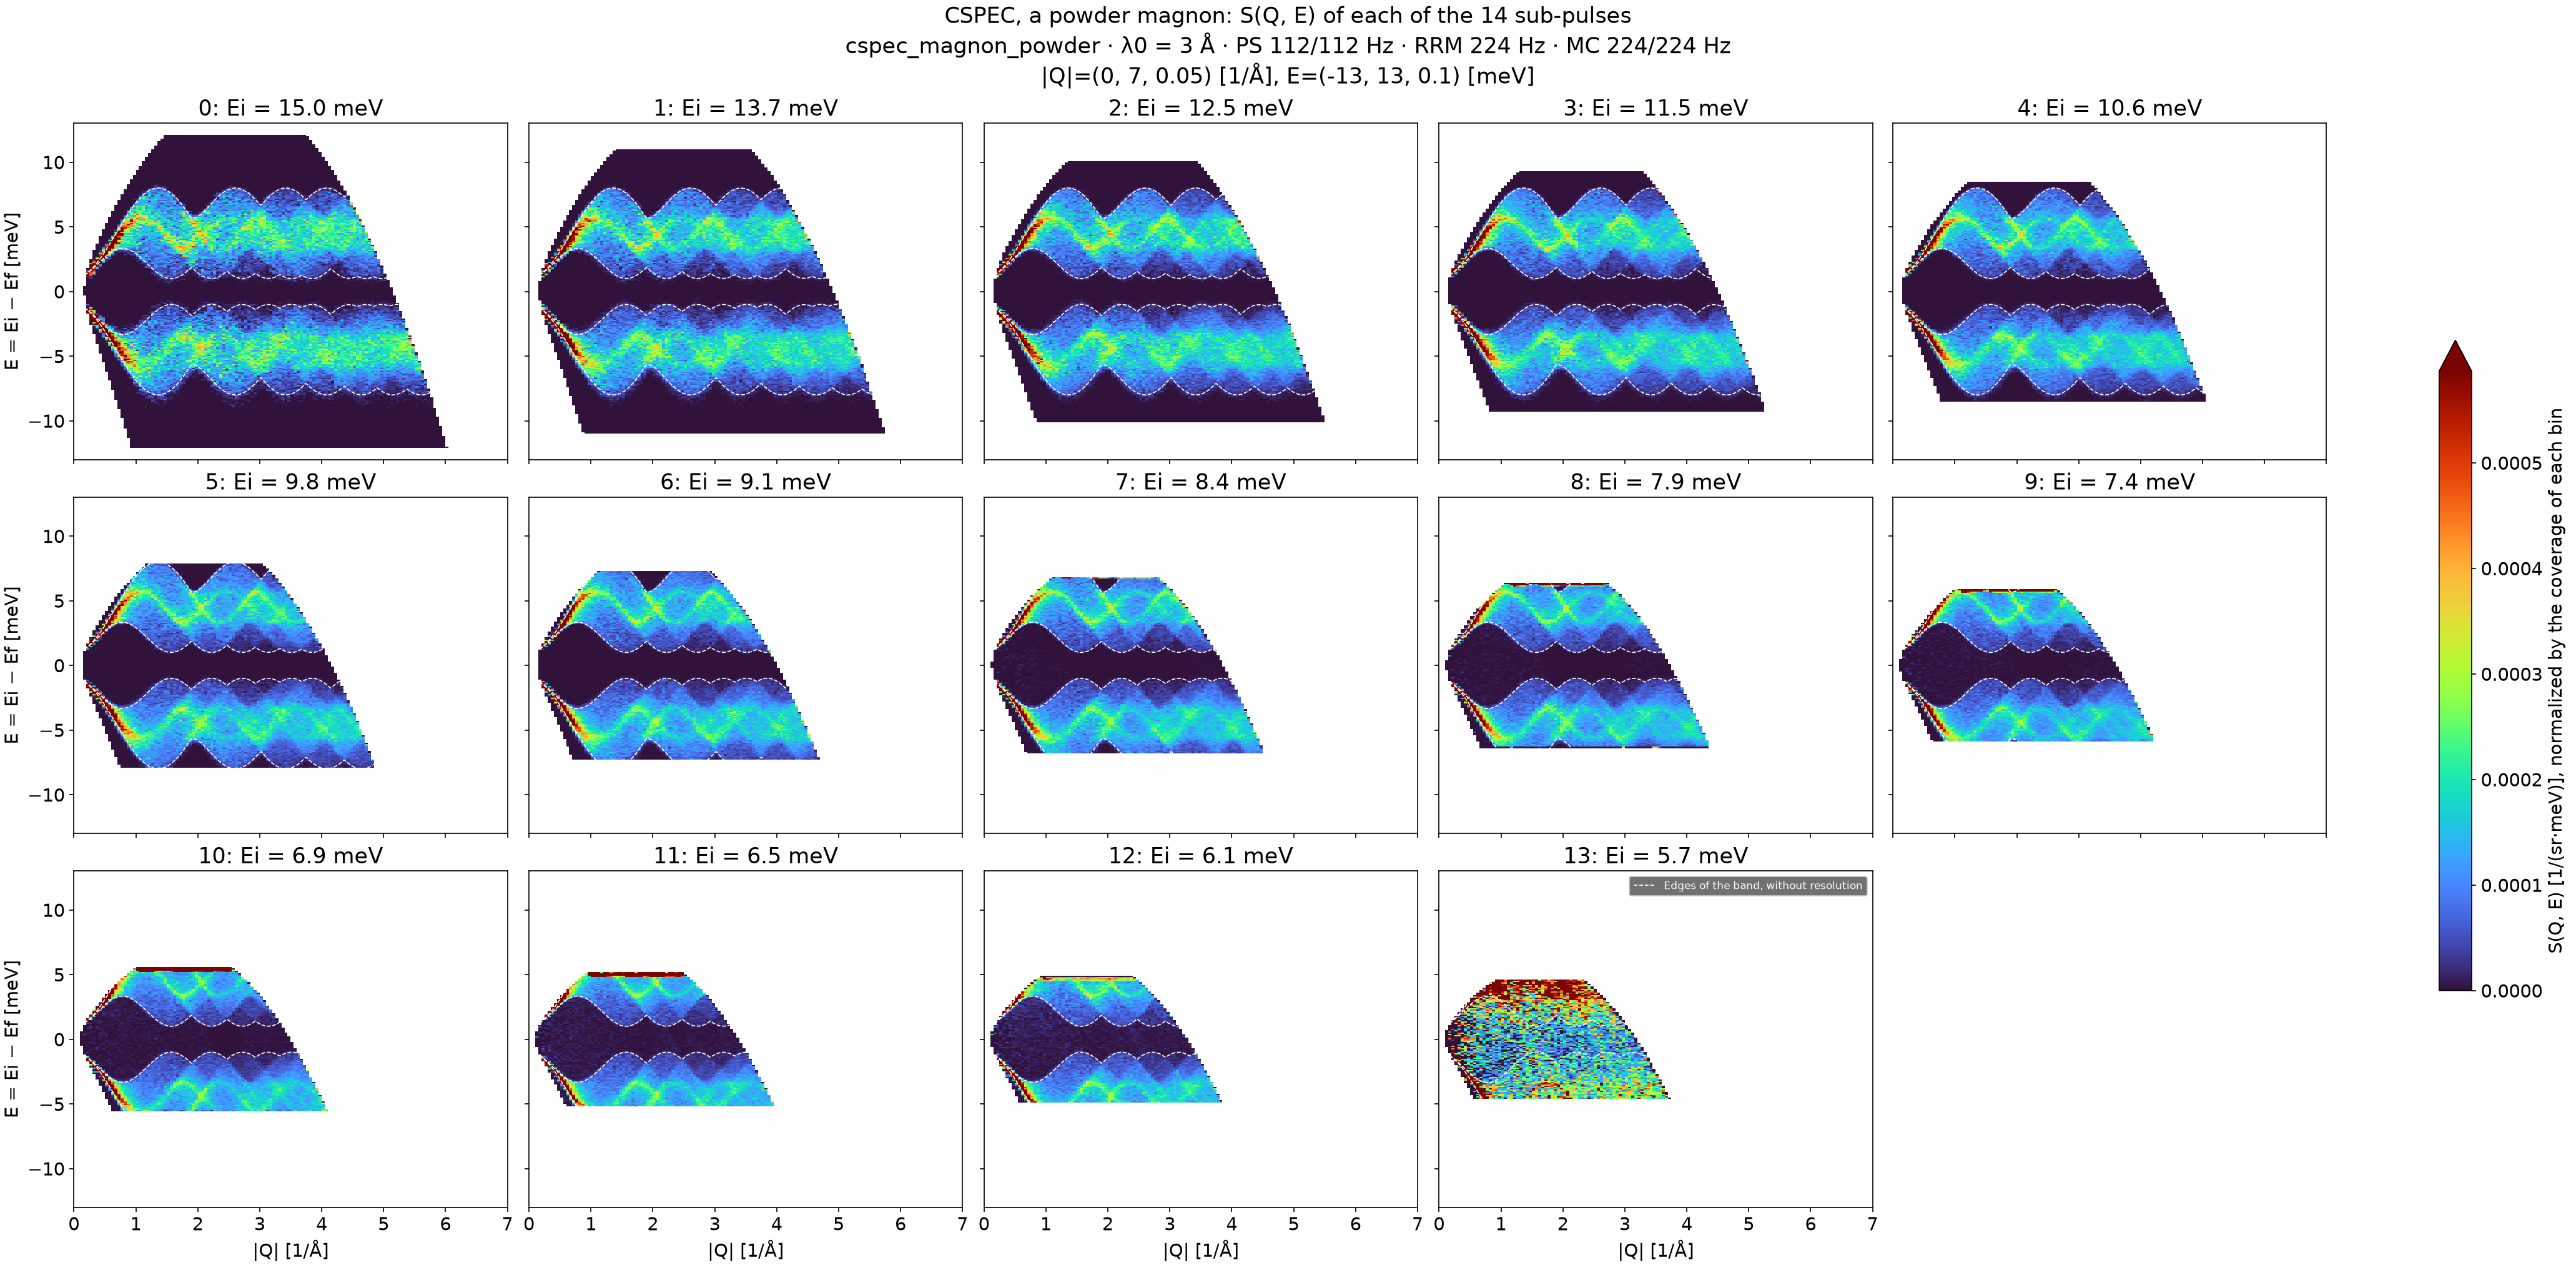 CSPEC, a powder magnon: S(Q, E) of each of the 14 sub-pulses
cspec_magnon_powder · λ0 = 3 Å · PS 112/112 Hz · RRM 224 Hz · MC 224/224 Hz
|Q|=(0, 7, 0.05) [1/Å], E=(-13, 13, 0.1) [meV]
0: Ei = 15.0 meV
1: Ei = 13.7 meV
2: Ei = 12.5 meV
3: Ei = 11.5 meV
4: Ei = 10.6 meV
10
5
0
−5
−10
E = Ei − Ef [meV]
5: Ei = 9.8 meV
6: Ei = 9.1 meV
7: Ei = 8.4 meV
8: Ei = 7.9 meV
9: Ei = 7.4 meV
10
5
0
−5
−10
E = Ei − Ef [meV]
10: Ei = 6.9 meV
11: Ei = 6.5 meV
12: Ei = 6.1 meV
13: Ei = 5.7 meV
Edges of the band, without resolution
10
5
0
−5
−10
E = Ei − Ef [meV]
0 1 2 3 4 5 6 7
|Q| [1/Å]
0 1 2 3 4 5 6 7
|Q| [1/Å]
0 1 2 3 4 5 6 7
|Q| [1/Å]
0 1 2 3 4 5 6 7
|Q| [1/Å]
0.0005
0.0004
0.0003
0.0002
0.0001
0.0000
S(Q, E) [1/(sr·meV)], normalized by the coverage of each bin